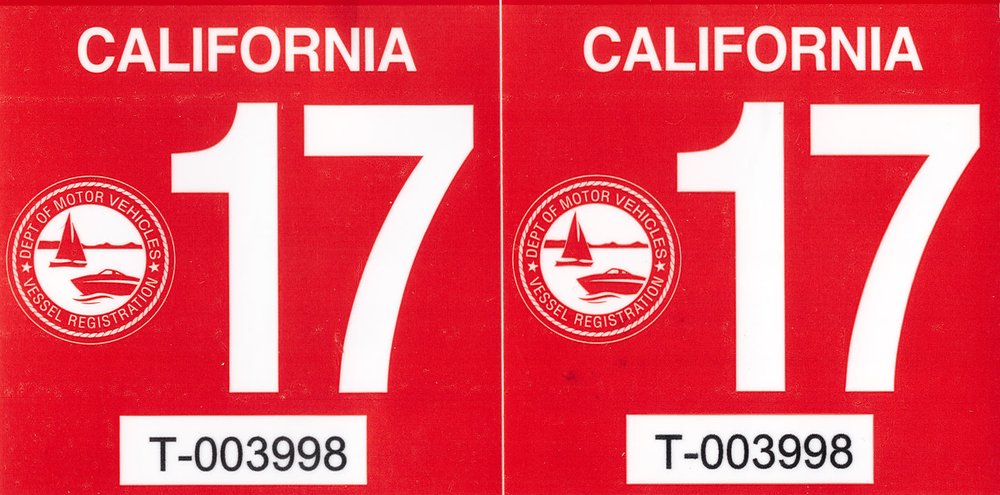 CALIFORNIA
17
DEPT OF MOTOR VEHICLES
VESSEL REGISTRATION
T-003998
CALIFORNIA
17
DEPT OF MOTOR VEHICLES
VESSEL REGISTRATION
T-003998